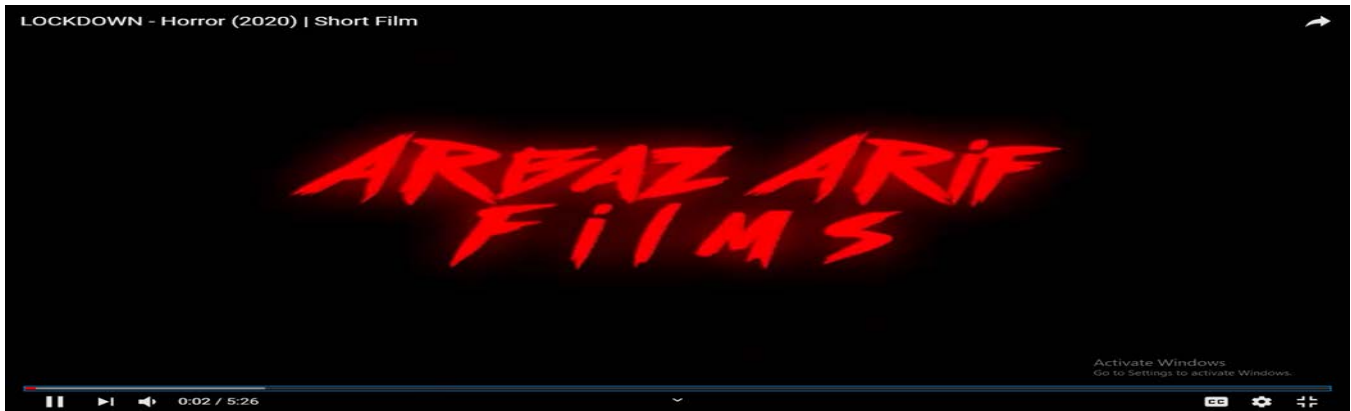 LOCKDOWN - Horror (2020) | Short Film
ARBAZ ARiF
FilMS
Activate Windows
Go to Settings to activate Windows.
0:02 / 5:26
CC